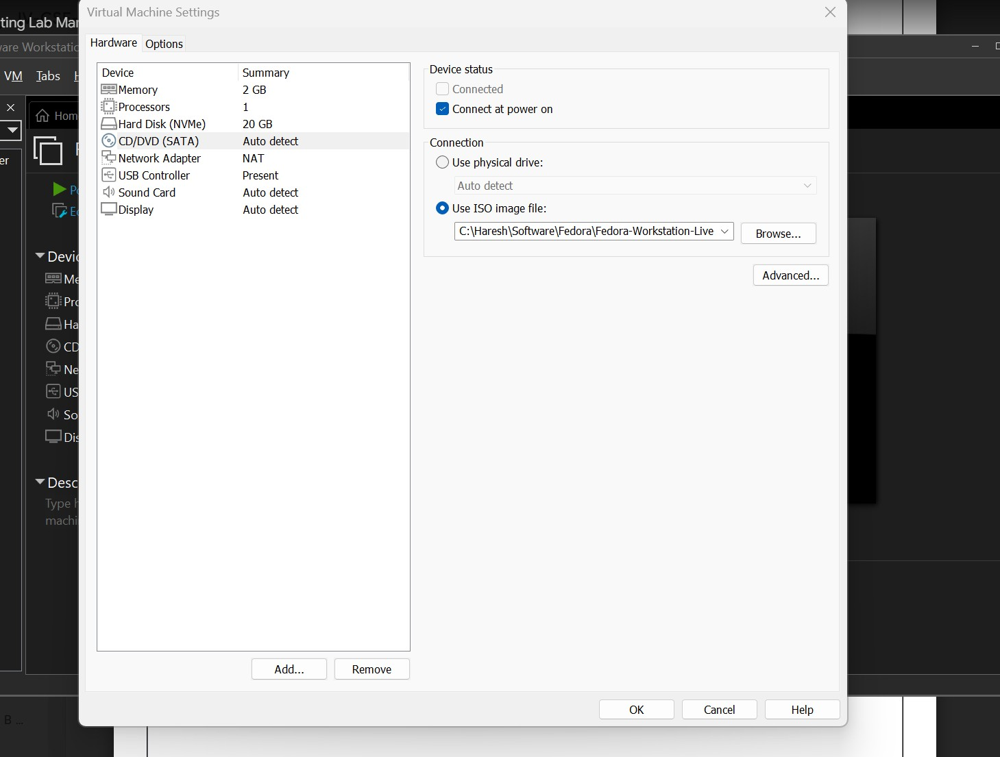 ting Lab Mar
Virtual Machine Settings
Hardware Options
ware Workstatic
VM Tabs H
Hom
er
Device Summary
Memory 2 GB
Processors 1
Hard Disk (NVMe) 20 GB
CD/DVD (SATA) Auto detect
Network Adapter NAT
USB Controller Present
Sound Card Auto detect
Display Auto detect
Device status
Connected
Connect at power on
Connection
Use physical drive:
Auto detect
Use ISO image file:
C:\Haresh\Software\Fedora\Fedora-Workstation-Live
Browse...
Advanced...
Po
Ed
Devic
Me
Pro
Ha
CD
Ne
US
So
Dis
Desc
Type h
machi
Add... Remove
OK Cancel Help
B ...